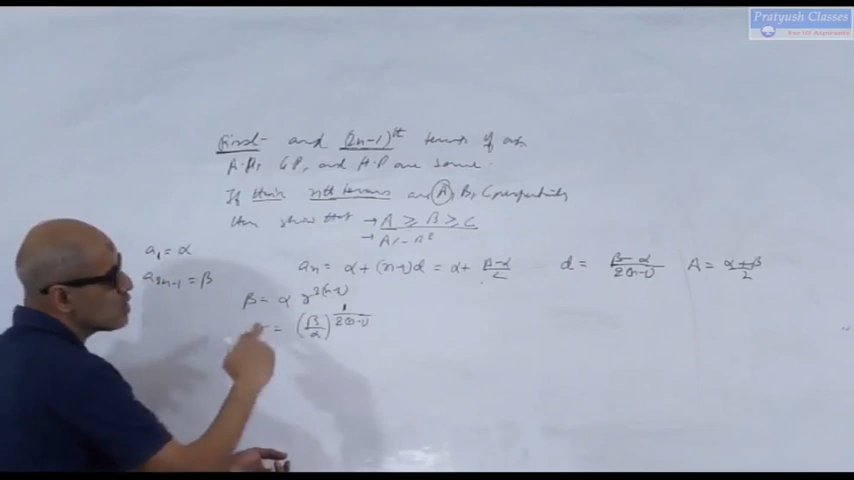 Pratyush Classes
First and (2n-1)th terms of an
A.P, G P, and H.P are same.
If their nth terms are A, B, C respectively
then show that → A ≥ B ≥ C
→ AC = B²
a₁ = α
a₂ₙ₋₁ = β
aₙ = α + (n-1)d = α + (β-α)/2    d = (β-α)/(2(n-1))    A = (α+β)/2
β = α r^(2(n-1))
= (β/α)^(1/(2(n-1)))